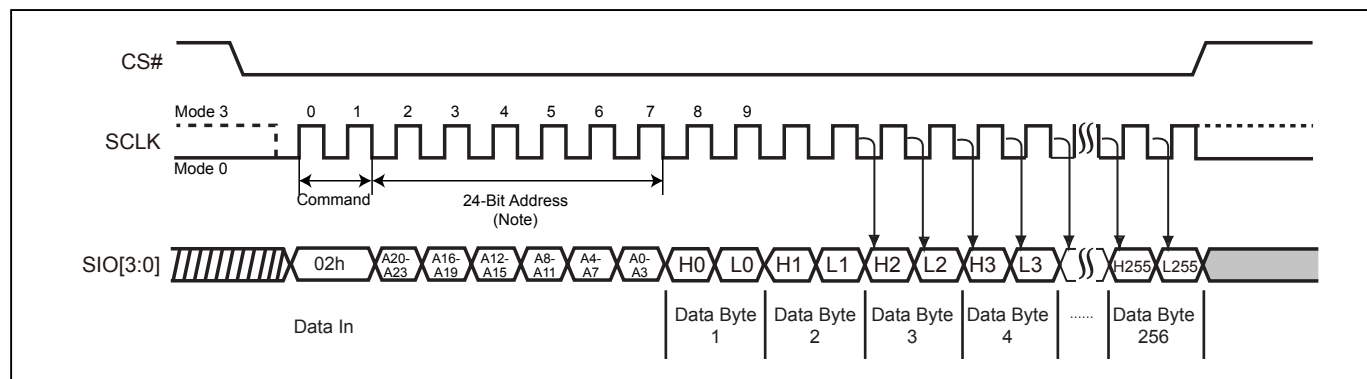 CS#
Mode 3
0 1 2 3 4 5 6 7 8 9
SCLK
Mode 0
Command
24-Bit Address
(Note)
SIO[3:0]
02h
A20-
A23
A16-
A19
A12-
A15
A8-
A11
A4-
A7
A0-
A3
H0 L0 H1 L1 H2 L2 H3 L3 H255 L255
Data In
Data Byte
1
Data Byte
2
Data Byte
3
Data Byte
4
......
Data Byte
256